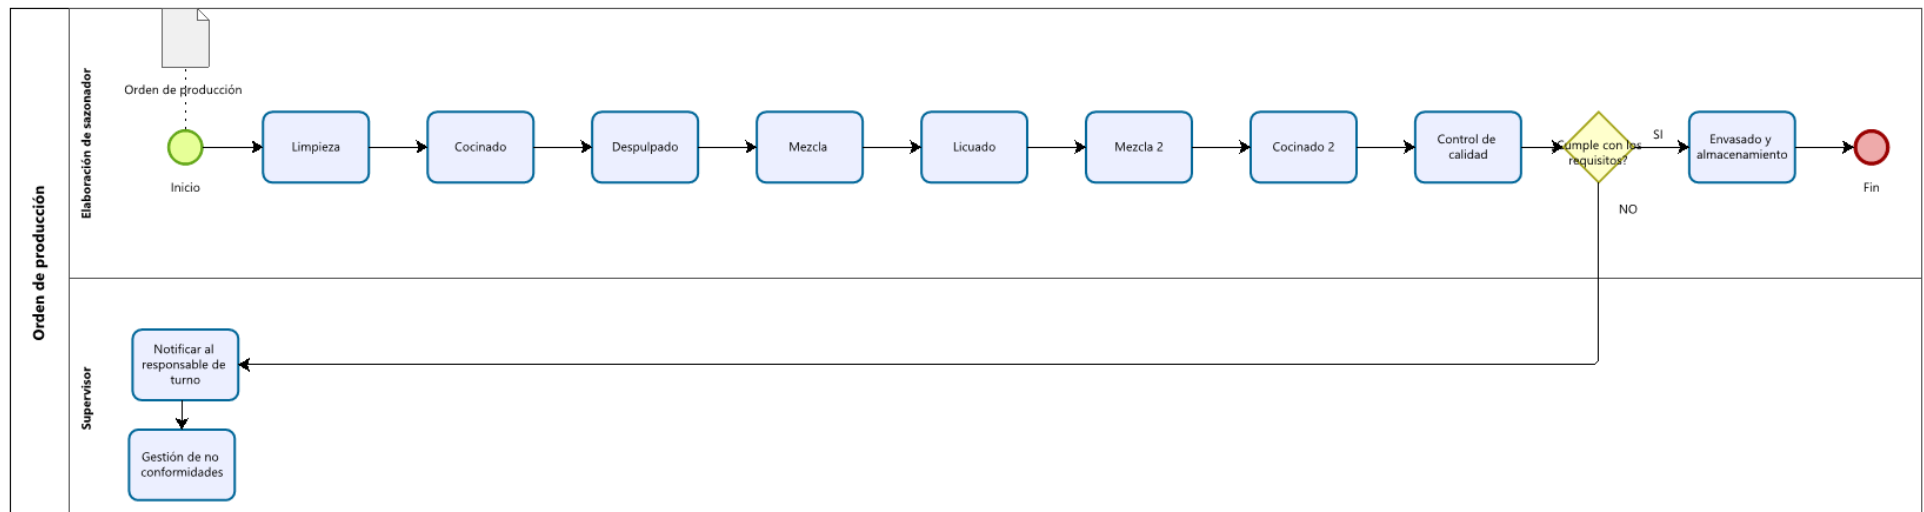 Orden de producción
Elaboración de sazonador
Orden de producción
Inicio
Limpieza
Cocinado
Despulpado
Mezcla
Licuado
Mezcla 2
Cocinado 2
Control de
calidad
Cumple con los
requisitos?
SI
NO
Envasado y
almacenamiento
Fin
Supervisor
Notificar al
responsable de
turno
Gestión de no
conformidades